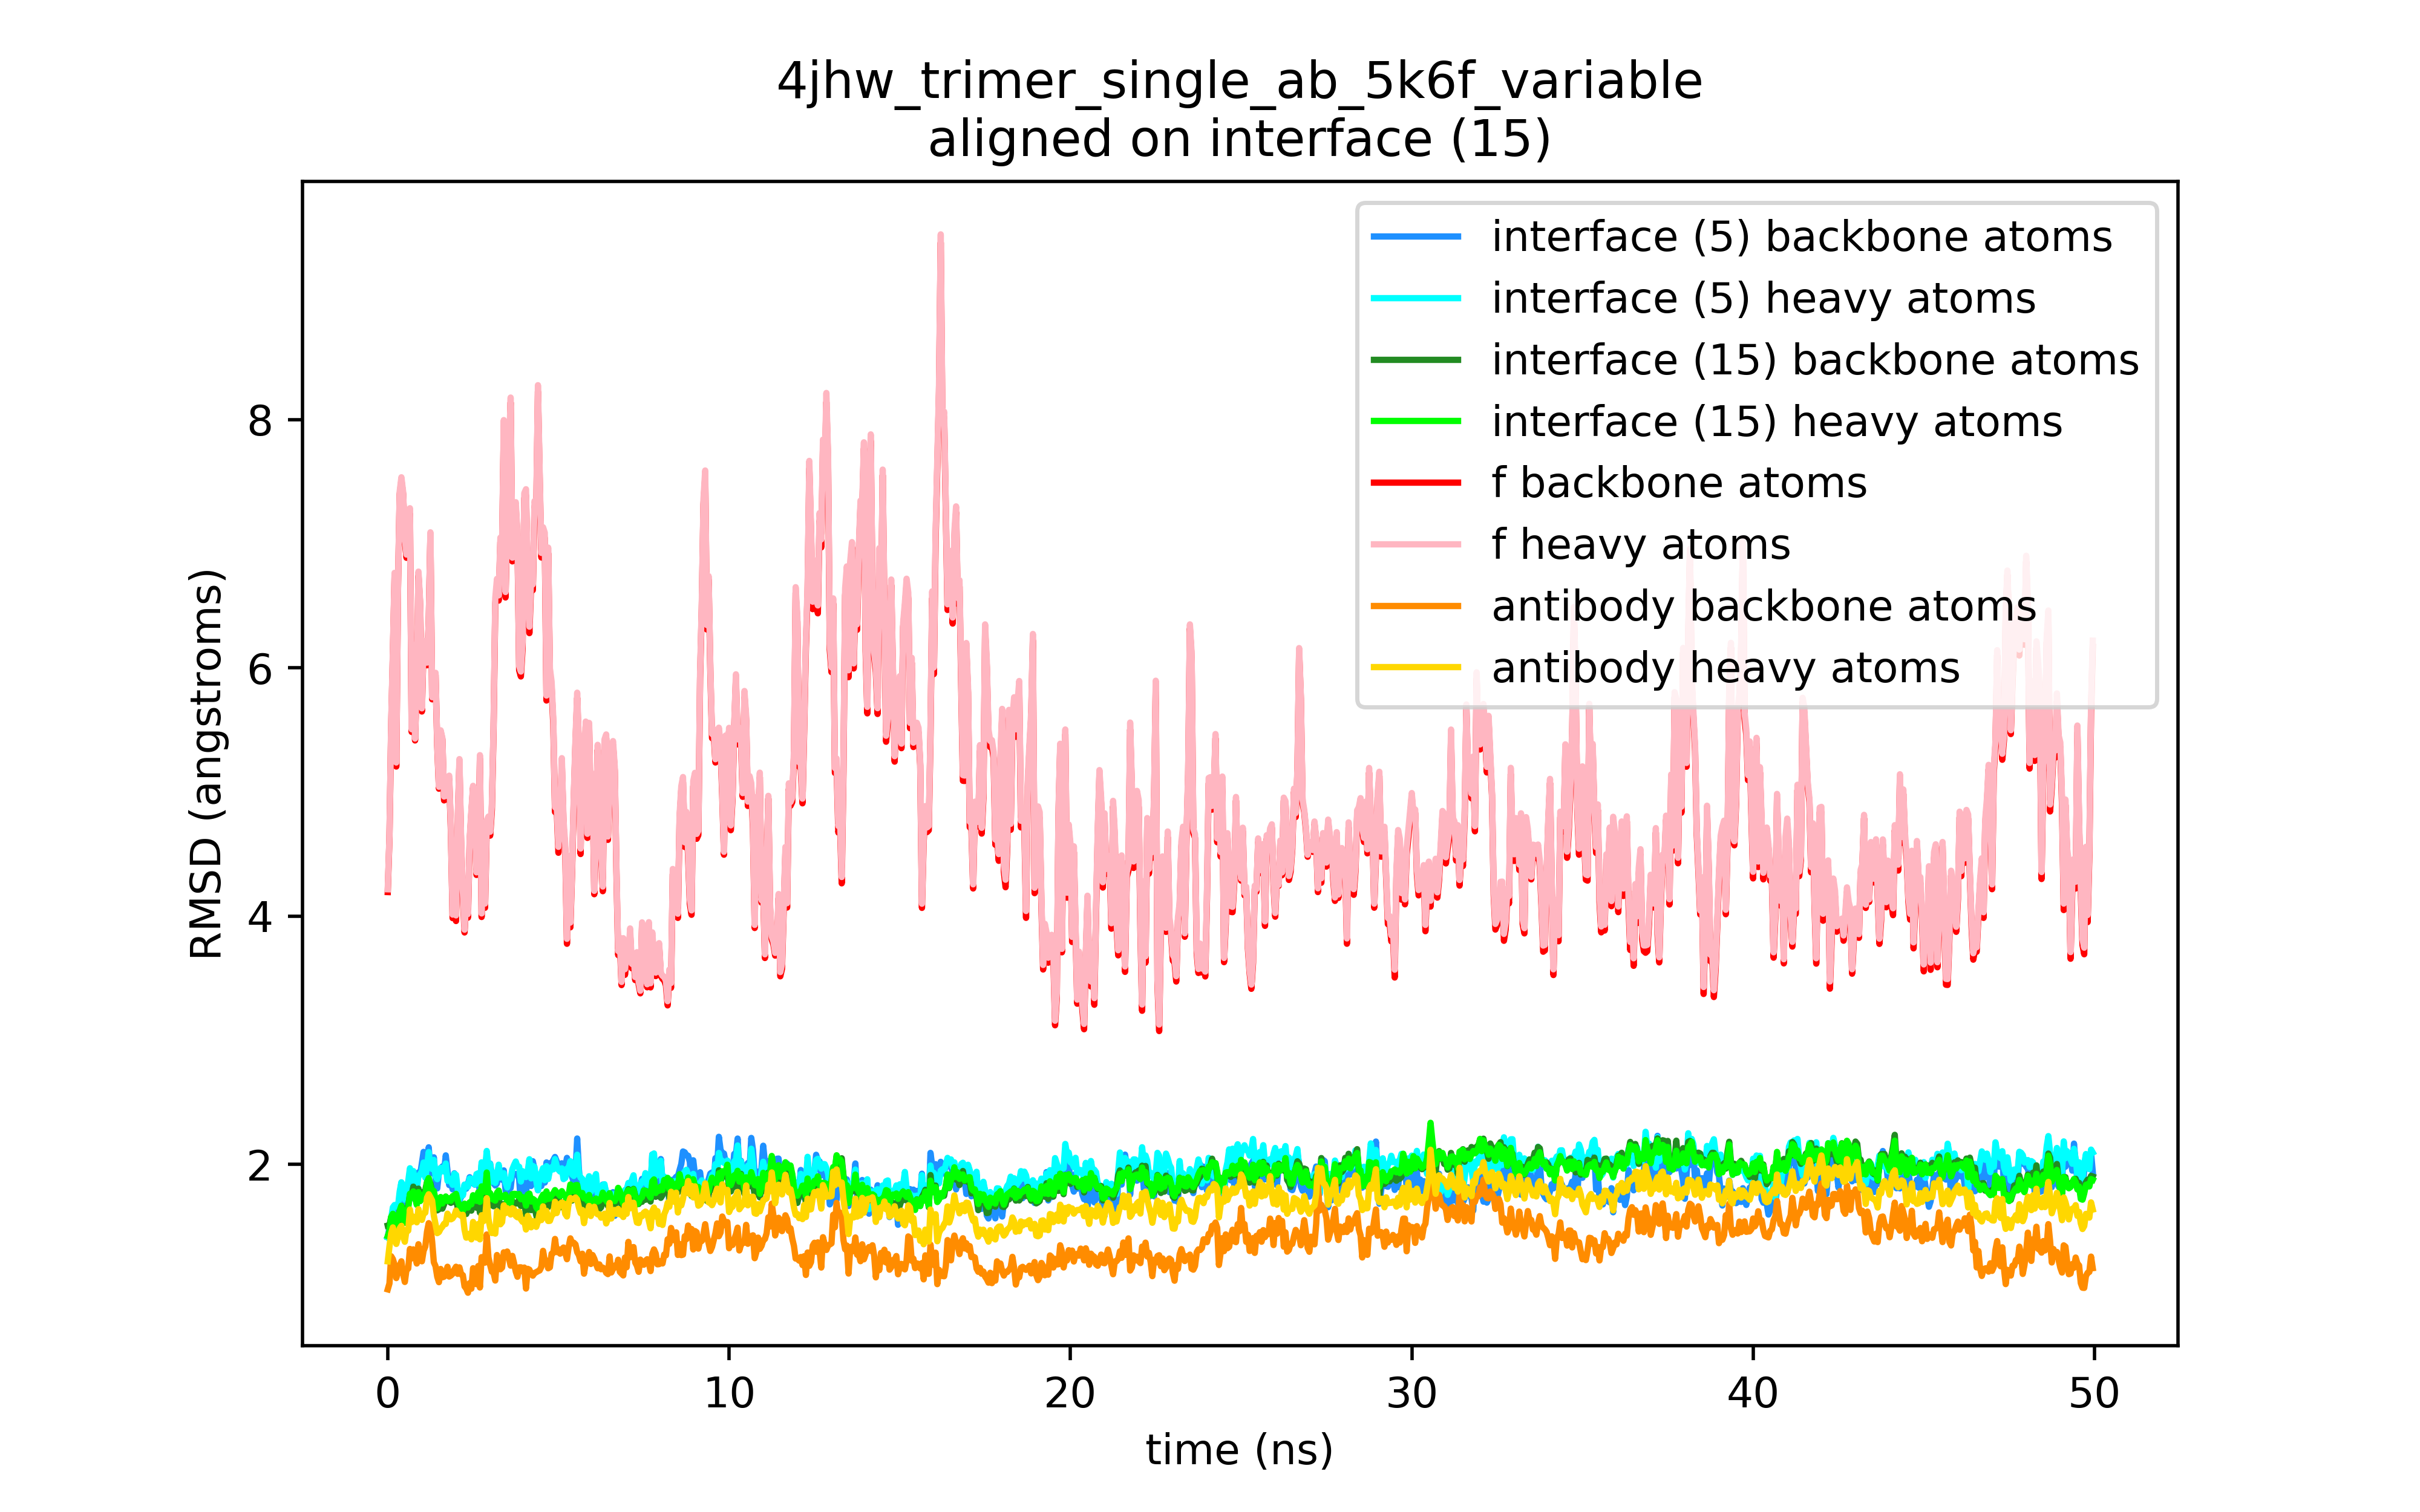 4jhw_trimer_single_ab_5k6f_variable
aligned on interface (15)
interface (5) backbone atoms
interface (5) heavy atoms
interface (15) backbone atoms
interface (15) heavy atoms
f backbone atoms
f heavy atoms
antibody backbone atoms
antibody heavy atoms
RMSD (angstroms)
8
6
4
2
0 10 20 30 40 50
time (ns)